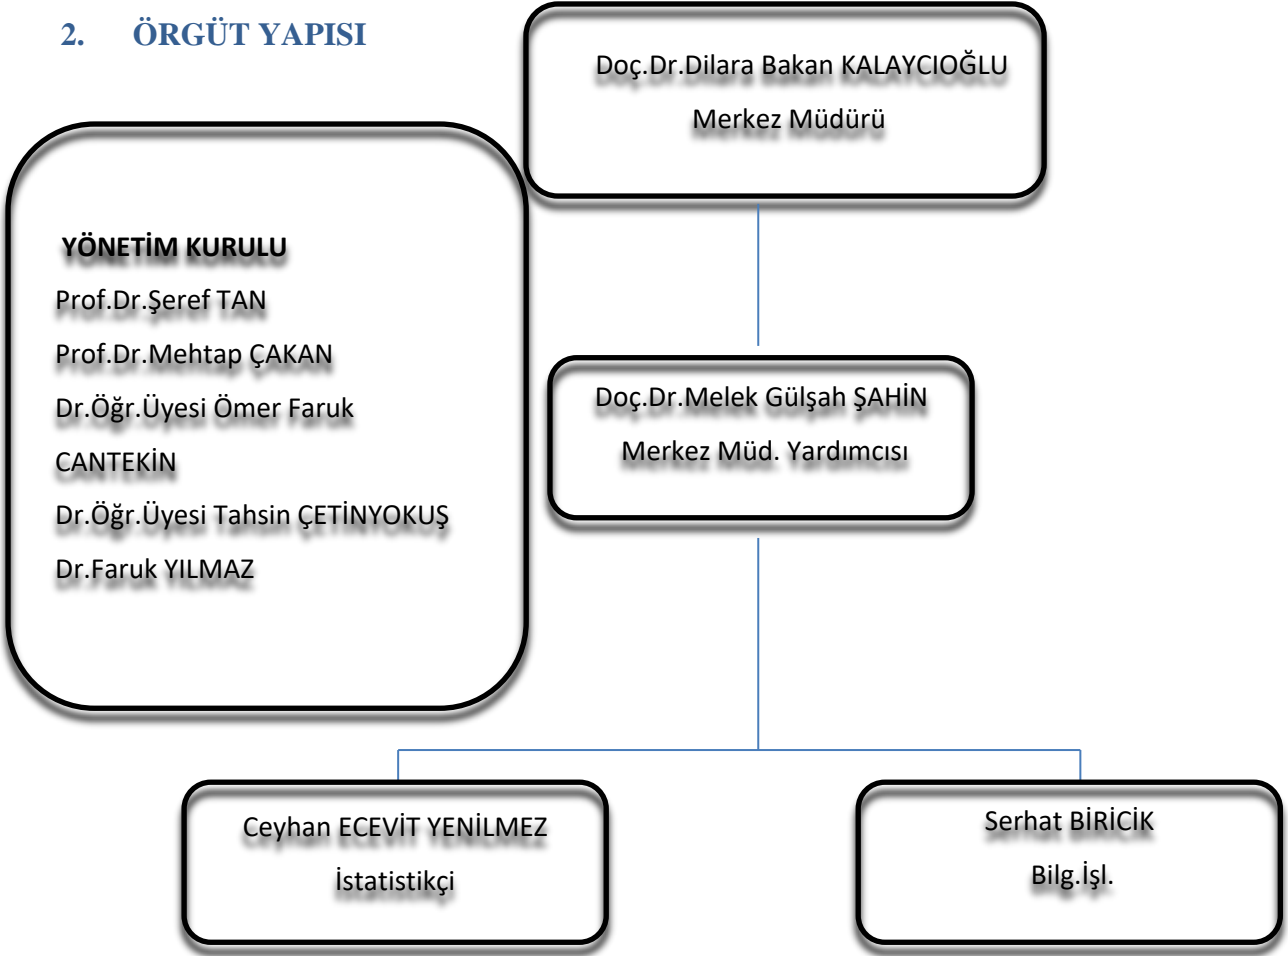 2. ÖRGÜT YAPISI
Doç.Dr.Dilara Bakan KALAYCIOĞLU
Merkez Müdürü
YÖNETİM KURULU
Prof.Dr.Şeref TAN
Prof.Dr.Mehtap ÇAKAN
Dr.Öğr.Üyesi Ömer Faruk
CANTEKİN
Dr.Öğr.Üyesi Tahsin ÇETİNYOKUŞ
Dr.Faruk YILMAZ
Doç.Dr.Melek Gülşah ŞAHİN
Merkez Müd. Yardımcısı
Ceyhan ECEVİT YENİLMEZ
İstatistikçi
Serhat BİRİCİK
Bilg.İşl.